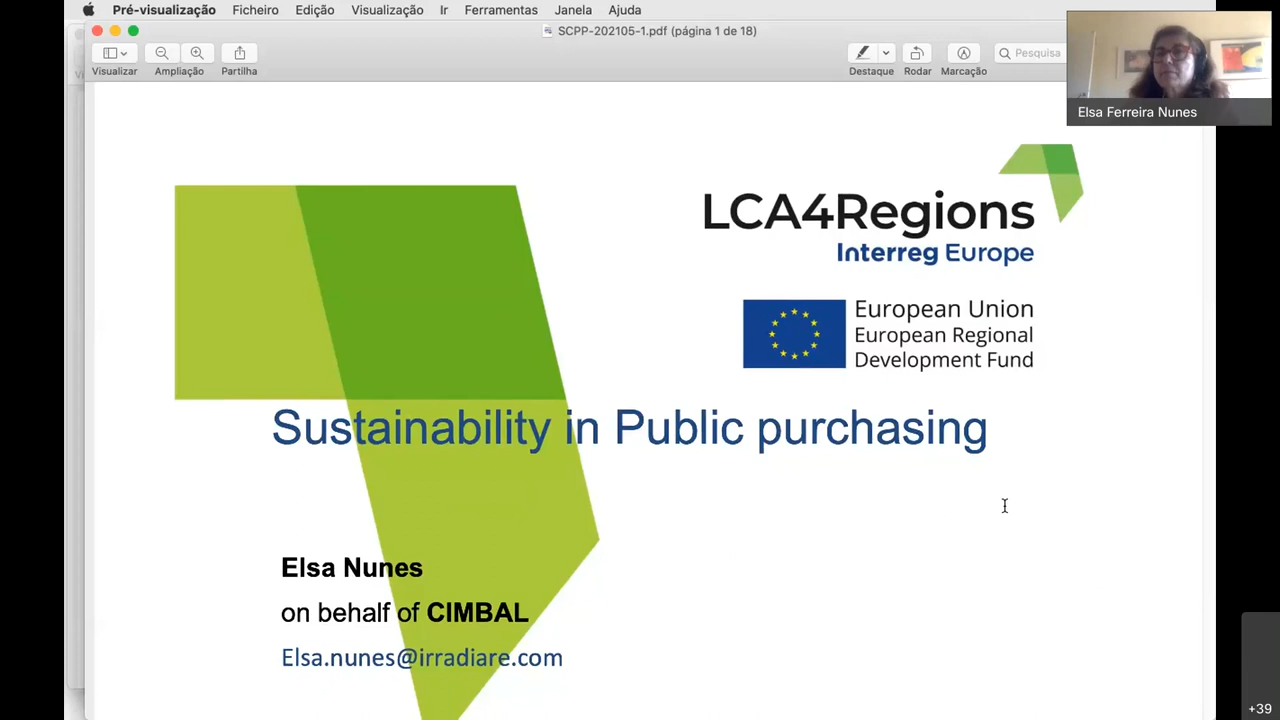 Pré-visualização Ficheiro Edição Visualização Ir Ferramentas Janela Ajuda
SCPP-202105-1.pdf (página 1 de 18)
Visualizar Ampliação Partilha Destaque Rodar Marcação Pesquisa
Elsa Ferreira Nunes
LCA4Regions
Interreg Europe
European Union
European Regional
Development Fund
Sustainability in Public purchasing
Elsa Nunes
on behalf of CIMBAL
Elsa.nunes@irradiare.com
+39